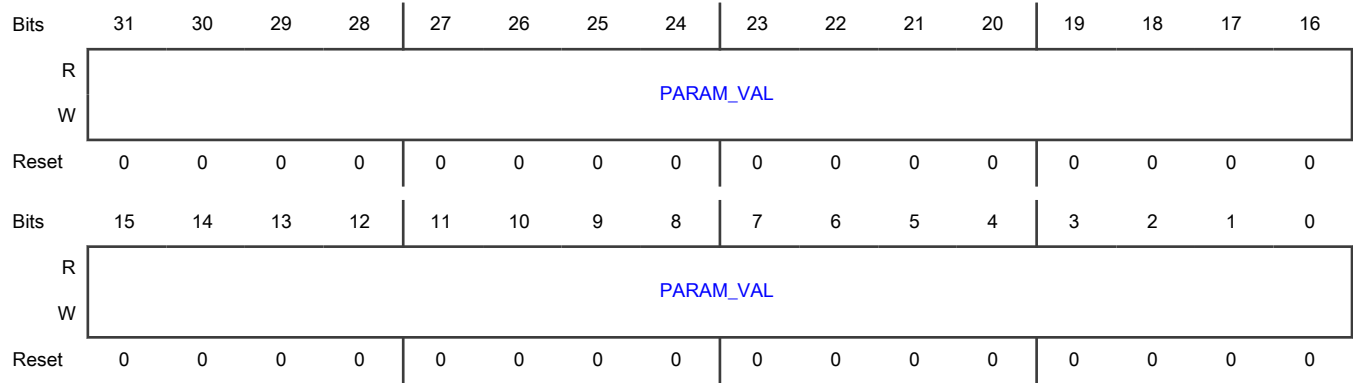 Bits 31 30 29 28 27 26 25 24 23 22 21 20 19 18 17 16
R
PARAM_VAL
W
Reset 0 0 0 0 0 0 0 0 0 0 0 0 0 0 0 0
Bits 15 14 13 12 11 10 9 8 7 6 5 4 3 2 1 0
R
PARAM_VAL
W
Reset 0 0 0 0 0 0 0 0 0 0 0 0 0 0 0 0